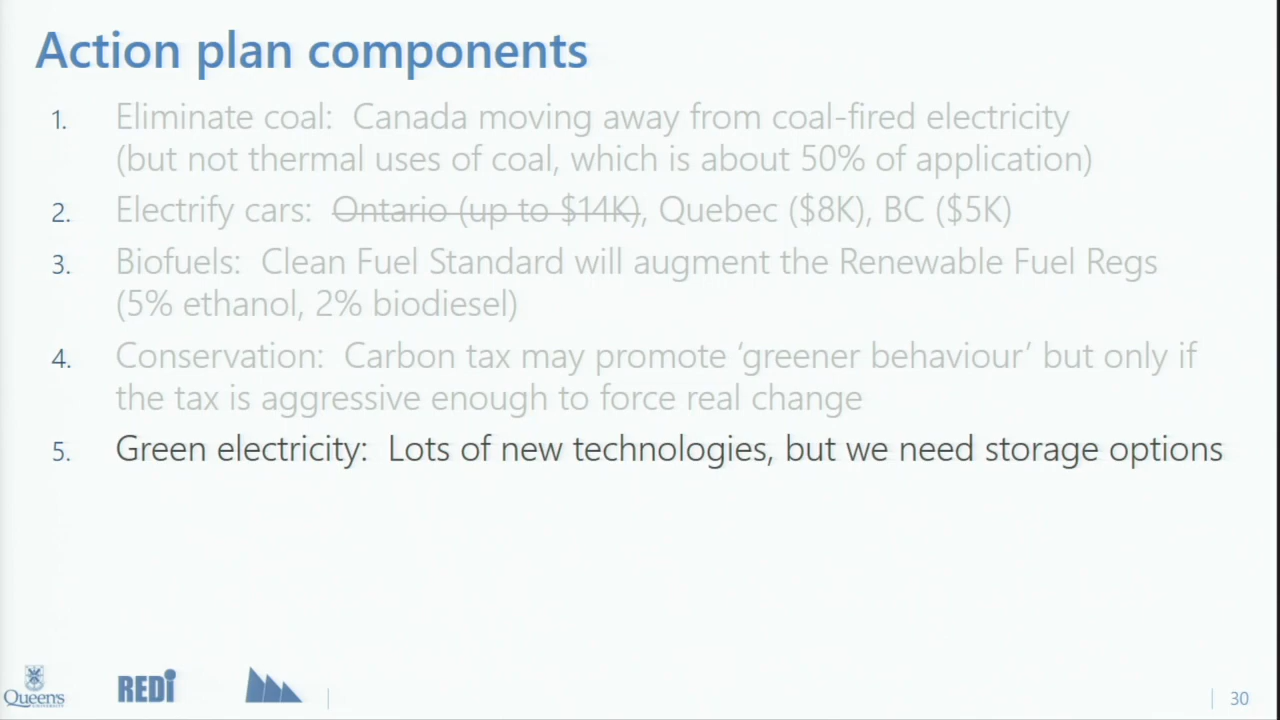 Action plan components
1. Eliminate coal: Canada moving away from coal-fired electricity
(but not thermal uses of coal, which is about 50% of application)
2. Electrify cars: Ontario (up to $14K), Quebec ($8K), BC ($5K)
3. Biofuels: Clean Fuel Standard will augment the Renewable Fuel Regs
(5% ethanol, 2% biodiesel)
4. Conservation: Carbon tax may promote ‘greener behaviour’ but only if
the tax is aggressive enough to force real change
5. Green electricity: Lots of new technologies, but we need storage options
Queen's
UNIVERSITY
REDi
30